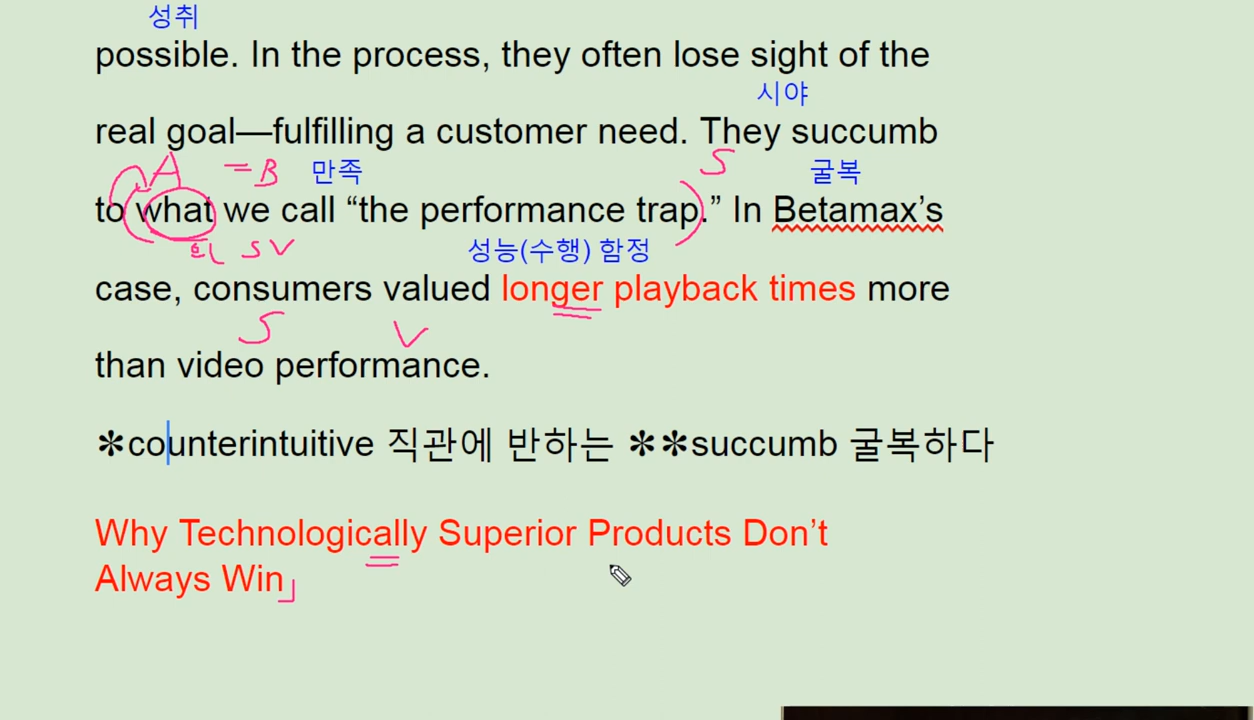 성취
possible. In the process, they often lose sight of the
시야
real goal—fulfilling a customer need. They succumb
A = B 만족 S 굴복
to what we call “the performance trap.” In Betamax’s
S V 성능(수행) 함정
case, consumers valued longer playback times more
S V
than video performance.
✻counterintuitive 직관에 반하는 ✻✻succumb 굴복하다
Why Technologically Superior Products Don’t
Always Win